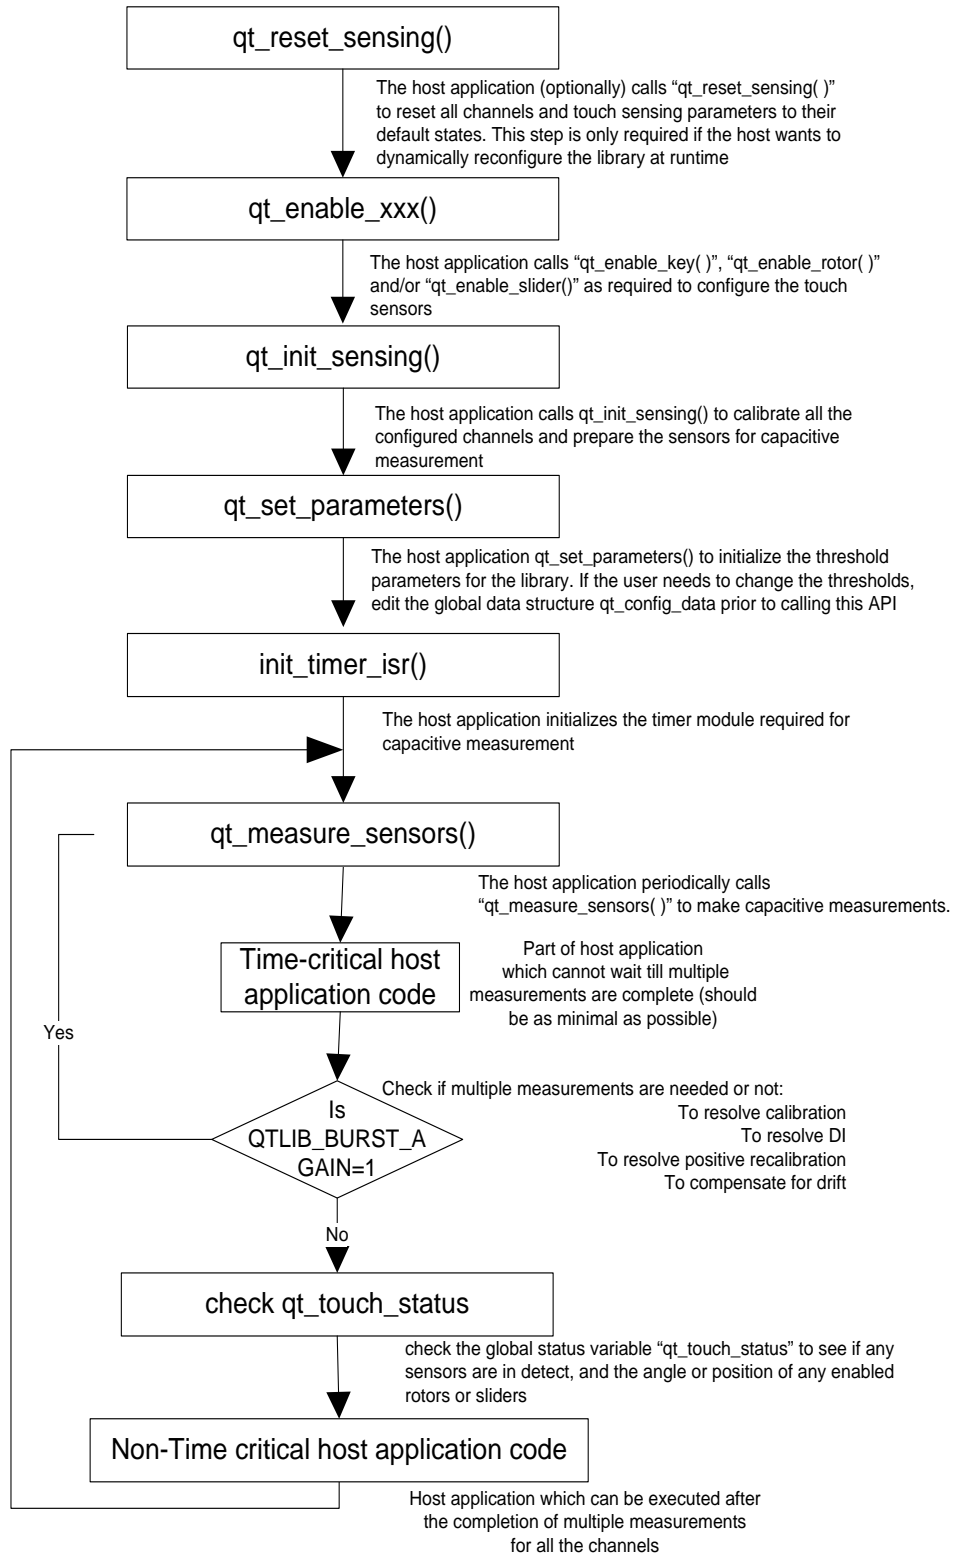 qt_reset_sensing()
The host application (optionally) calls “qt_reset_sensing( )”
to reset all channels and touch sensing parameters to their
default states. This step is only required if the host wants to
dynamically reconfigure the library at runtime
qt_enable_xxx()
The host application calls “qt_enable_key( )”, “qt_enable_rotor( )”
and/or “qt_enable_slider()” as required to configure the touch
sensors
qt_init_sensing()
The host application calls qt_init_sensing() to calibrate all the
configured channels and prepare the sensors for capacitive
measurement
qt_set_parameters()
The host application qt_set_parameters() to initialize the threshold
parameters for the library. If the user needs to change the thresholds,
edit the global data structure qt_config_data prior to calling this API
init_timer_isr()
The host application initializes the timer module required for
capacitive measurement
qt_measure_sensors()
The host application periodically calls
“qt_measure_sensors( )” to make capacitive measurements.
Time-critical host
application code
Part of host application
which cannot wait till multiple
measurements are complete (should
be as minimal as possible)
Yes
Is
QTLIB_BURST_A
GAIN=1
Check if multiple measurements are needed or not:
To resolve calibration
To resolve DI
To resolve positive recalibration
To compensate for drift
No
check qt_touch_status
check the global status variable “qt_touch_status” to see if any
sensors are in detect, and the angle or position of any enabled
rotors or sliders
Non-Time critical host application code
Host application which can be executed after
the completion of multiple measurements
for all the channels